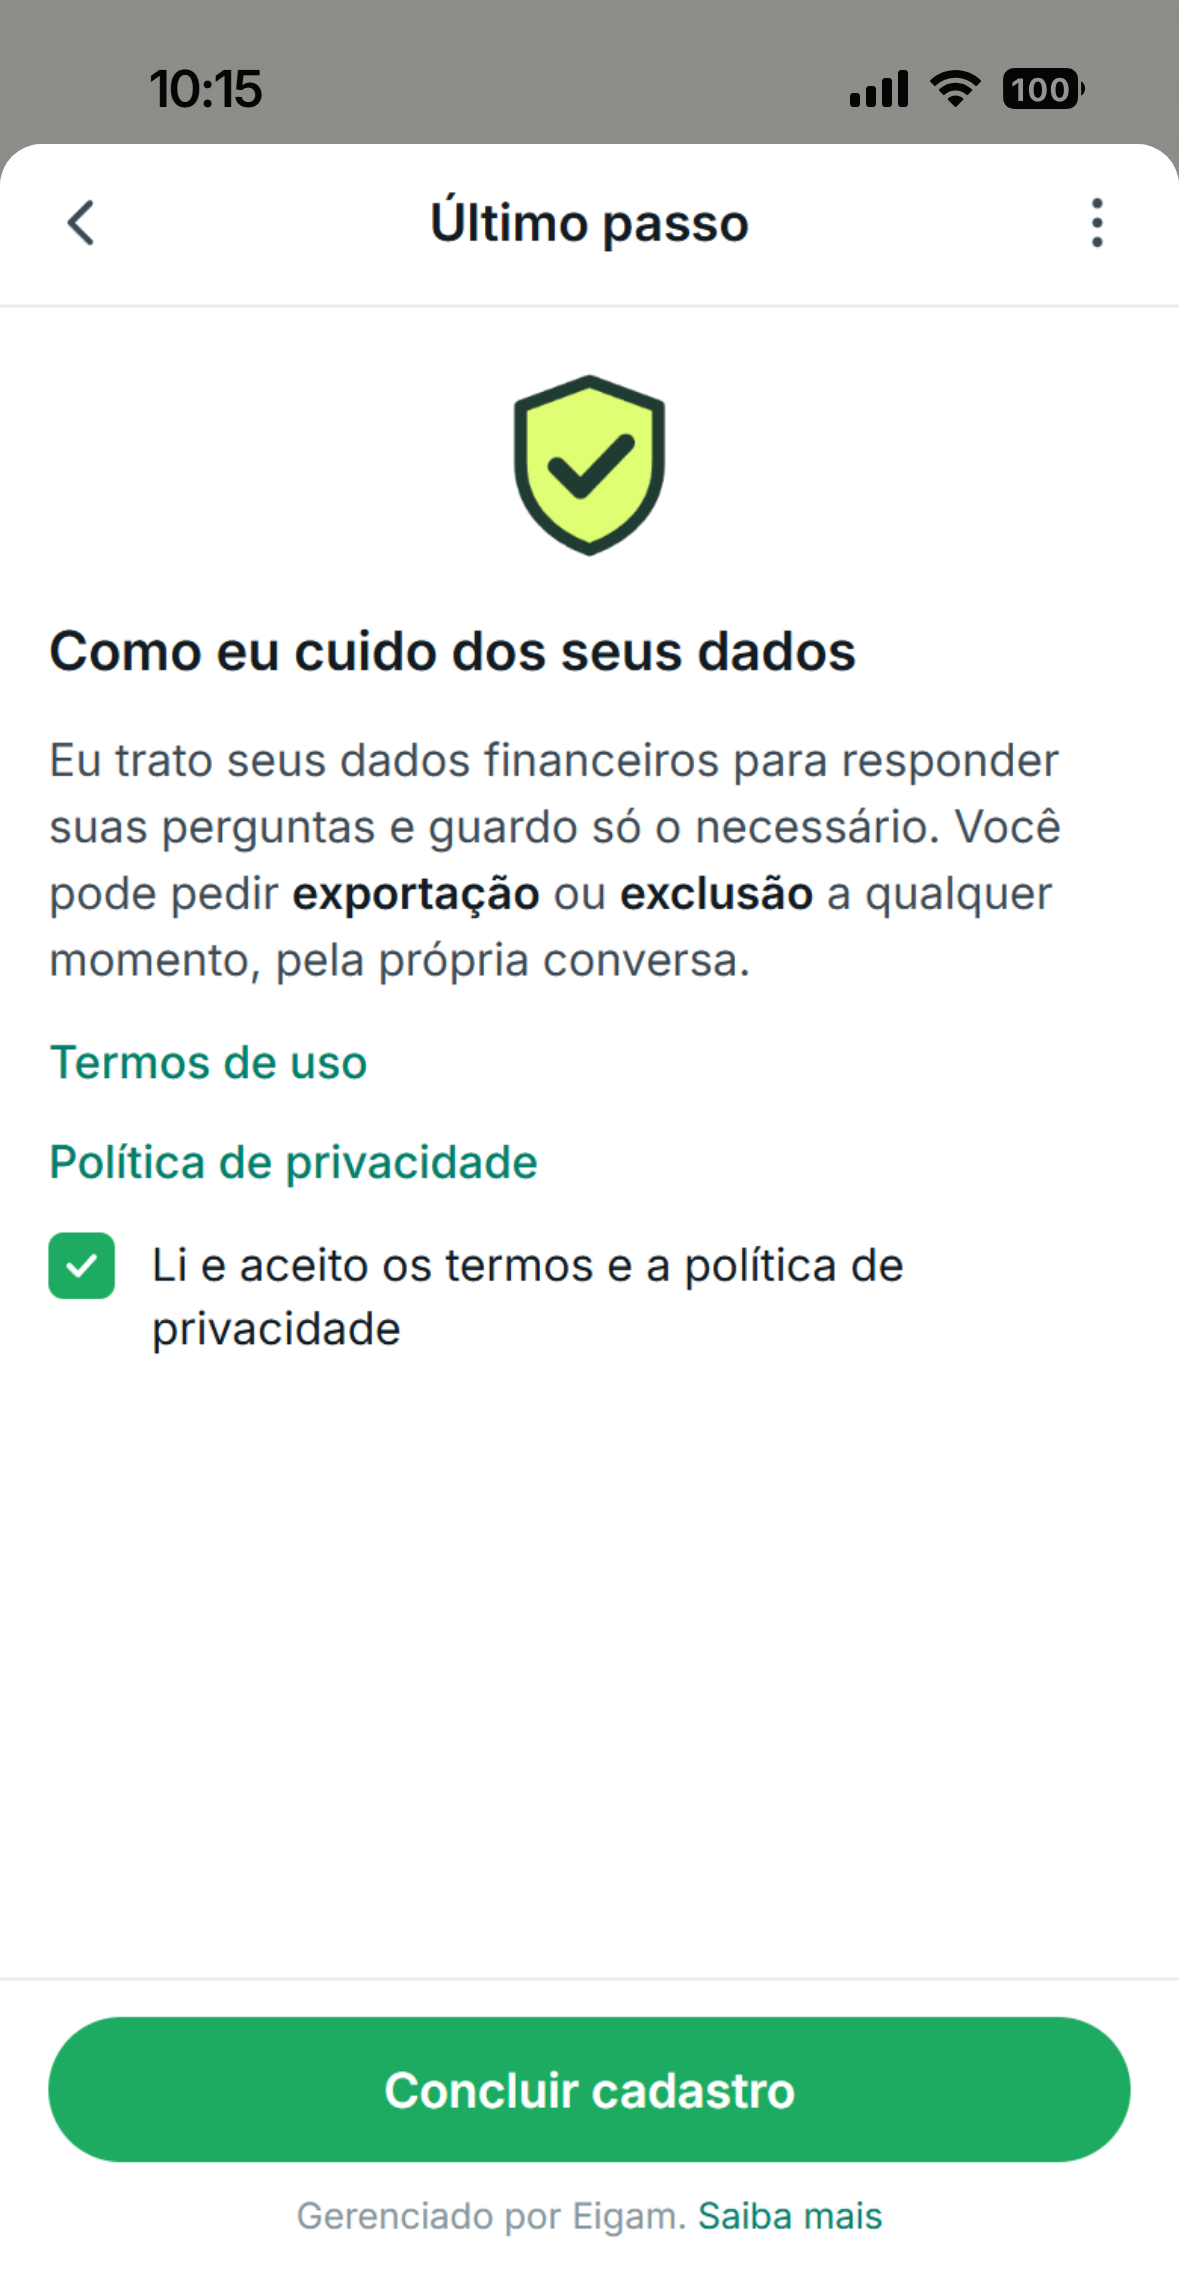 10:15
100
Último passo
Como eu cuido dos seus dados
Eu trato seus dados financeiros para responder
suas perguntas e guardo só o necessário. Você
pode pedir exportação ou exclusão a qualquer
momento, pela própria conversa.
Termos de uso
Política de privacidade
Li e aceito os termos e a política de
privacidade
Concluir cadastro
Gerenciado por Eigam. Saiba mais